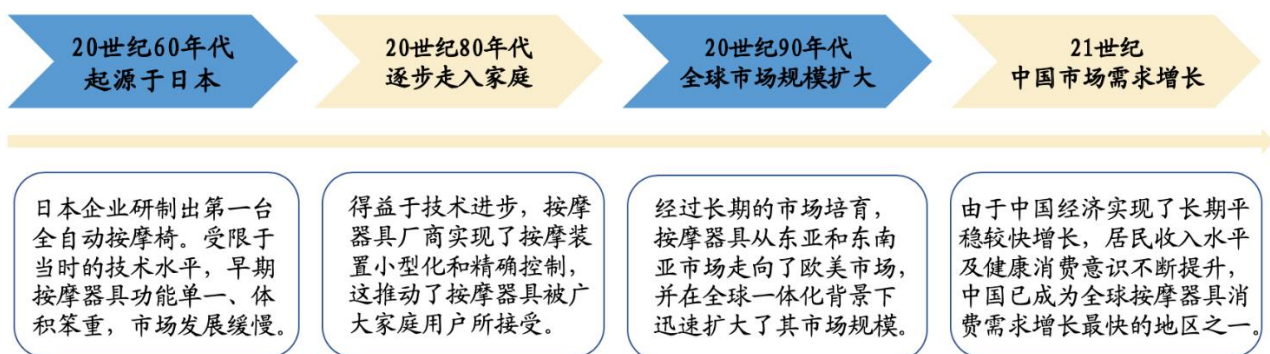 20世纪60年代
起源于日本
20世纪80年代
逐步走入家庭
20世纪90年代
全球市场规模扩大
21世纪
中国市场需求增长
日本企业研制出第一台
全自动按摩椅。受限于
当时的技术水平，早期
按摩器具功能单一、体
积笨重，市场发展缓慢。
得益于技术进步，按摩
器具厂商实现了按摩装
置小型化和精确控制，
这推动了按摩器具被广
大家庭用户所接受。
经过长期的市场培育，
按摩器具从东亚和东南
亚市场走向了欧美市场，
并在全球一体化背景下
迅速扩大了其市场规模。
由于中国经济实现了长期平
稳较快增长，居民收入水平
及健康消费意识不断提升，
中国已成为全球按摩器具消
费需求增长最快的地区之一。